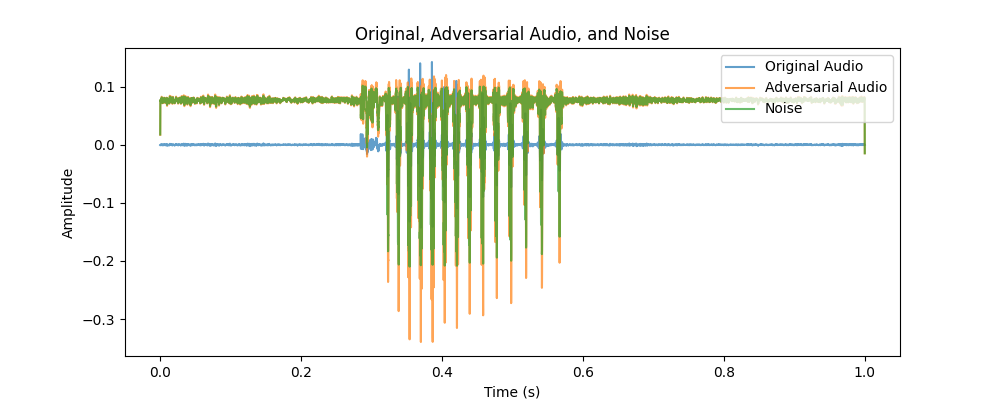 Original, Adversarial Audio, and Noise
Original Audio
Adversarial Audio
Noise
Amplitude
0.1
0.0
−0.1
−0.2
−0.3
0.0
0.2
0.4
0.6
0.8
1.0
Time (s)